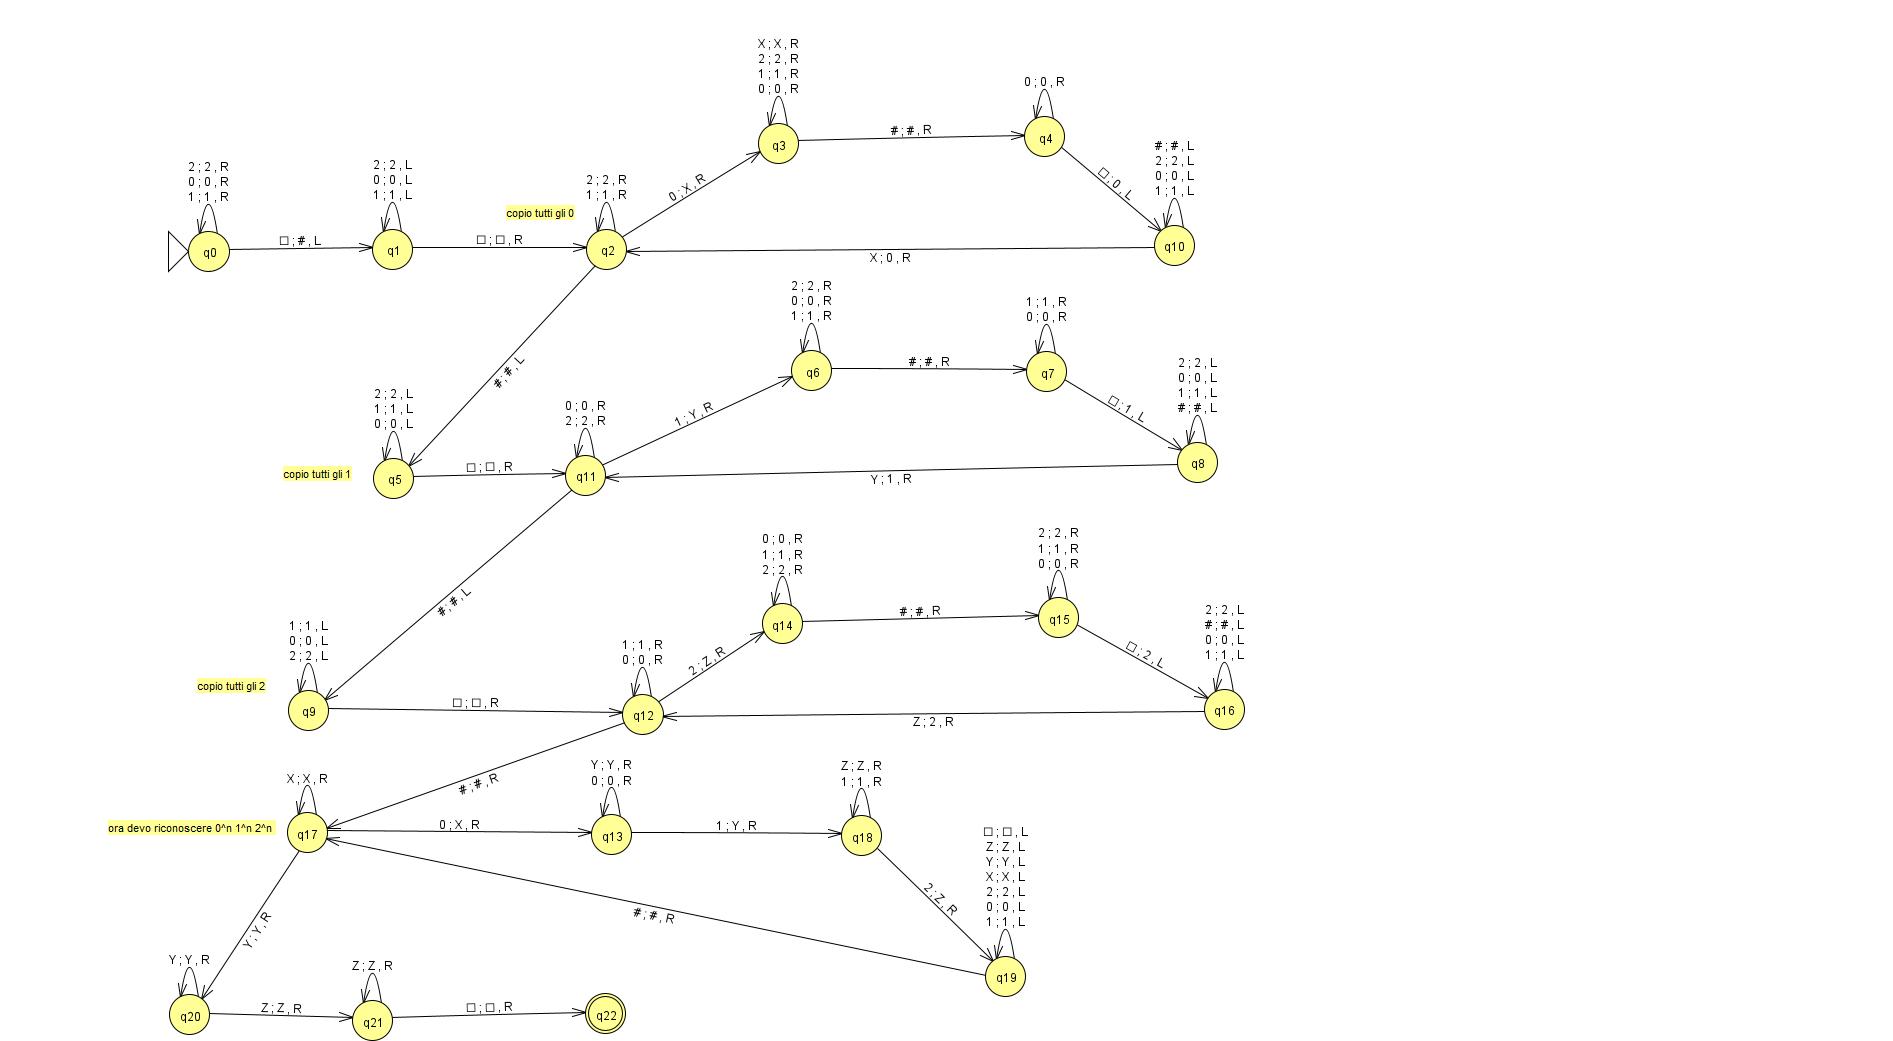 X ; X , R
2 ; 2 , R
1 ; 1 , R
0 ; 0 , R
q3
# ; # , R
0 ; 0 , R
q4
□ ; 0 , L
# ; # , L
2 ; 2 , L
0 ; 0 , L
1 ; 1 , L
q10
2 ; 2 , R
0 ; 0 , R
1 ; 1 , R
q0
□ ; # , L
2 ; 2 , L
0 ; 0 , L
1 ; 1 , L
q1
□ ; □ , R
copio tutti gli 0
2 ; 2 , R
1 ; 1 , R
q2
0 ; X , R
X ; 0 , R
# ; # , L
2 ; 2 , R
0 ; 0 , R
1 ; 1 , R
q6
# ; # , R
1 ; 1 , R
0 ; 0 , R
q7
□ ; 1 , L
2 ; 2 , L
0 ; 0 , L
1 ; 1 , L
# ; # , L
q8
copio tutti gli 1
2 ; 2 , L
1 ; 1 , L
0 ; 0 , L
q5
□ ; □ , R
0 ; 0 , R
2 ; 2 , R
q11
1 ; Y , R
Y ; 1 , R
# ; # , L
0 ; 0 , R
1 ; 1 , R
2 ; 2 , R
q14
# ; # , R
2 ; 2 , R
1 ; 1 , R
0 ; 0 , R
q15
□ ; 2 , L
2 ; 2 , L
# ; # , L
0 ; 0 , L
1 ; 1 , L
q16
copio tutti gli 2
1 ; 1 , L
0 ; 0 , L
2 ; 2 , L
q9
□ ; □ , R
1 ; 1 , R
0 ; 0 , R
q12
2 ; Z , R
Z ; 2 , R
# ; # , R
ora devo riconoscere 0^n 1^n 2^n
X ; X , R
q17
0 ; X , R
Y ; Y , R
0 ; 0 , R
q13
1 ; Y , R
Z ; Z , R
1 ; 1 , R
q18
2 ; Z , R
□ ; □ , L
Z ; Z , L
Y ; Y , L
X ; X , L
2 ; 2 , L
0 ; 0 , L
1 ; 1 , L
q19
# ; # , R
Y ; Y , R
Y ; Y , R
q20
Z ; Z , R
Z ; Z , R
q21
□ ; □ , R
q22